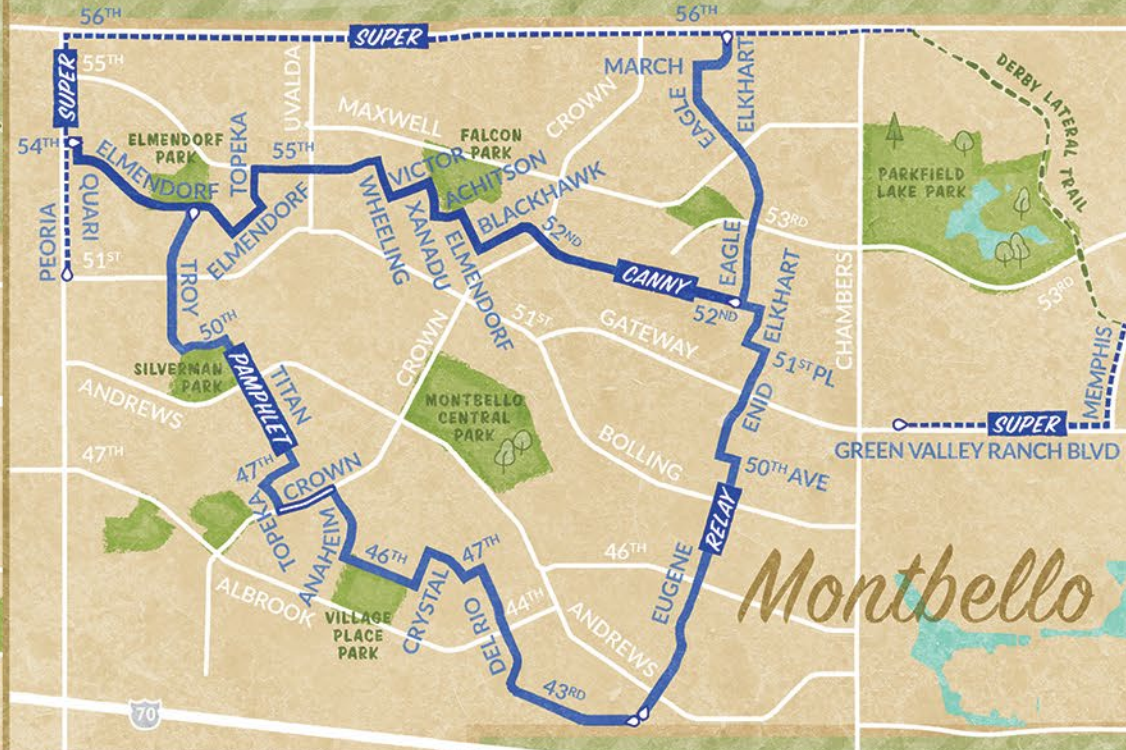 56TH
56TH
SUPER
SUPER
55TH
UVALDA
MARCH
ELKHART
EAGLE
CROWN
MAXWELL
DERBY LATERAL TRAIL
54TH
ELMENDORF
PARK
TOPEKA
55TH
FALCON
PARK
VICTOR
ACHITSON
ELMENDORF
QUARI
PEORIA
WHEELING
XANADU
BLACKHAWK
PARKFIELD
LAKE PARK
53RD
52ND
ELMENDORF
ELMENDORF
EAGLE
51ST
TROY
CANNY
52ND
ELKHART
CHAMBERS
53RD
50TH
51ST
GATEWAY
CROWN
51ST PL
MEMPHIS
SILVERMAN
PARK
PAMPHLET
TITAN
ANDREWS
MONTBELLO
CENTRAL
PARK
ENID
SUPER
GREEN VALLEY RANCH BLVD
BOLLING
47TH
47TH
CROWN
50TH AVE
TOPEKA
ANAHEIM
RELAY
46TH
47TH
46TH
EUGENE
Montbello
ALBROOK
CRYSTAL
VILLAGE
PLACE
PARK
DEL RIO
44TH
ANDREWS
43RD
70